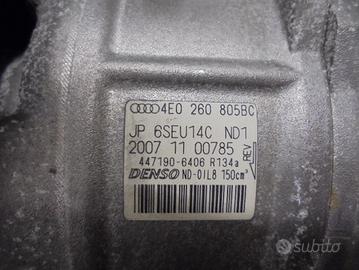 4E0 260 805BC
JP 6SEU14C ND1
2007 11 00785
REV
447190-6406 R134a
DENSO ND-OIL8 150cm³
subito